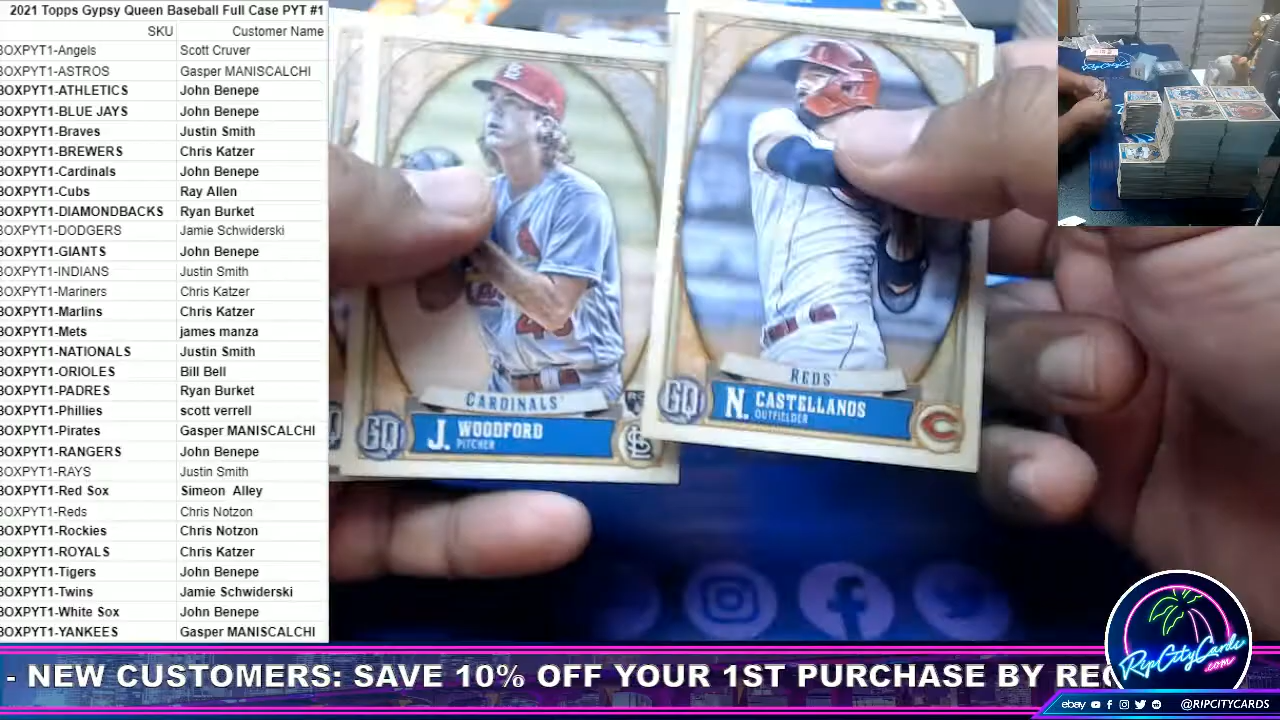 2021 Topps Gypsy Queen Baseball Full Case PYT #1
SKU Customer Name
BOXPYT1-Angels Scott Cruver
BOXPYT1-ASTROS Gasper MANISCALCHI
BOXPYT1-ATHLETICS John Benepe
BOXPYT1-BLUE JAYS John Benepe
BOXPYT1-Braves Justin Smith
BOXPYT1-BREWERS Chris Katzer
BOXPYT1-Cardinals John Benepe
BOXPYT1-Cubs Ray Allen
BOXPYT1-DIAMONDBACKS Ryan Burket
BOXPYT1-DODGERS Jamie Schwiderski
BOXPYT1-GIANTS John Benepe
BOXPYT1-INDIANS Justin Smith
BOXPYT1-Mariners Chris Katzer
BOXPYT1-Marlins Chris Katzer
BOXPYT1-Mets james manza
BOXPYT1-NATIONALS Justin Smith
BOXPYT1-ORIOLES Bill Bell
BOXPYT1-PADRES Ryan Burket
BOXPYT1-Phillies scott verrell
BOXPYT1-Pirates Gasper MANISCALCHI
BOXPYT1-RANGERS John Benepe
BOXPYT1-RAYS Justin Smith
BOXPYT1-Red Sox Simeon Alley
BOXPYT1-Reds Chris Notzon
BOXPYT1-Rockies Chris Notzon
BOXPYT1-ROYALS Chris Katzer
BOXPYT1-Tigers John Benepe
BOXPYT1-Twins Jamie Schwiderski
BOXPYT1-White Sox John Benepe
BOXPYT1-YANKEES Gasper MANISCALCHI
CARDINALS
GQ J. WOODFORD
PITCHER
REDS
GQ N. CASTELLANOS
OUTFIELDER
- NEW CUSTOMERS: SAVE 10% OFF YOUR 1ST PURCHASE BY REG
RipCityCards
.com
ebay @RIPCITYCARDS